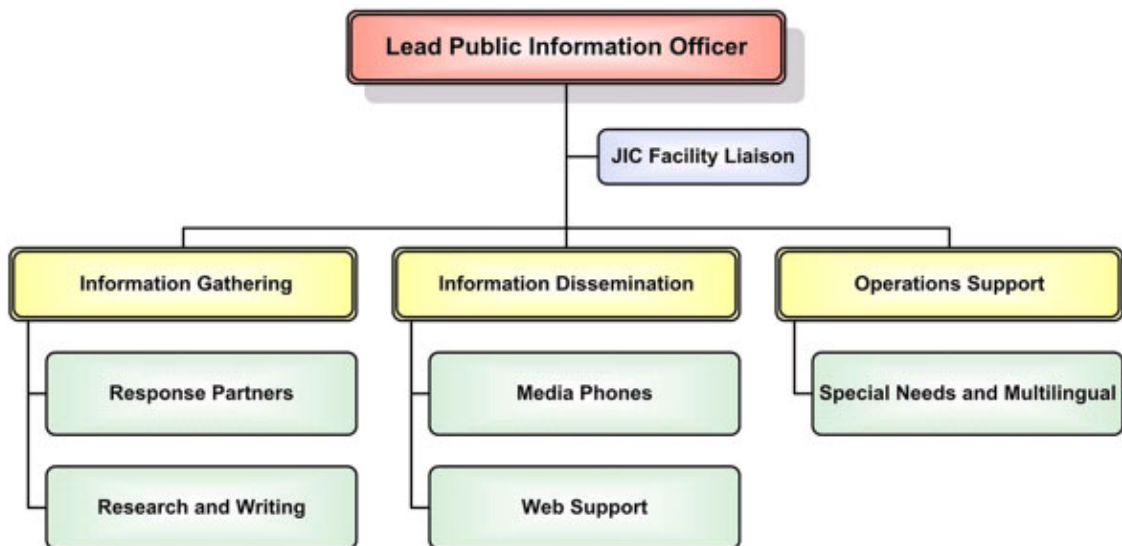 Lead Public Information Officer
JIC Facility Liaison
Information Gathering
Information Dissemination
Operations Support
Response Partners
Media Phones
Special Needs and Multilingual
Research and Writing
Web Support